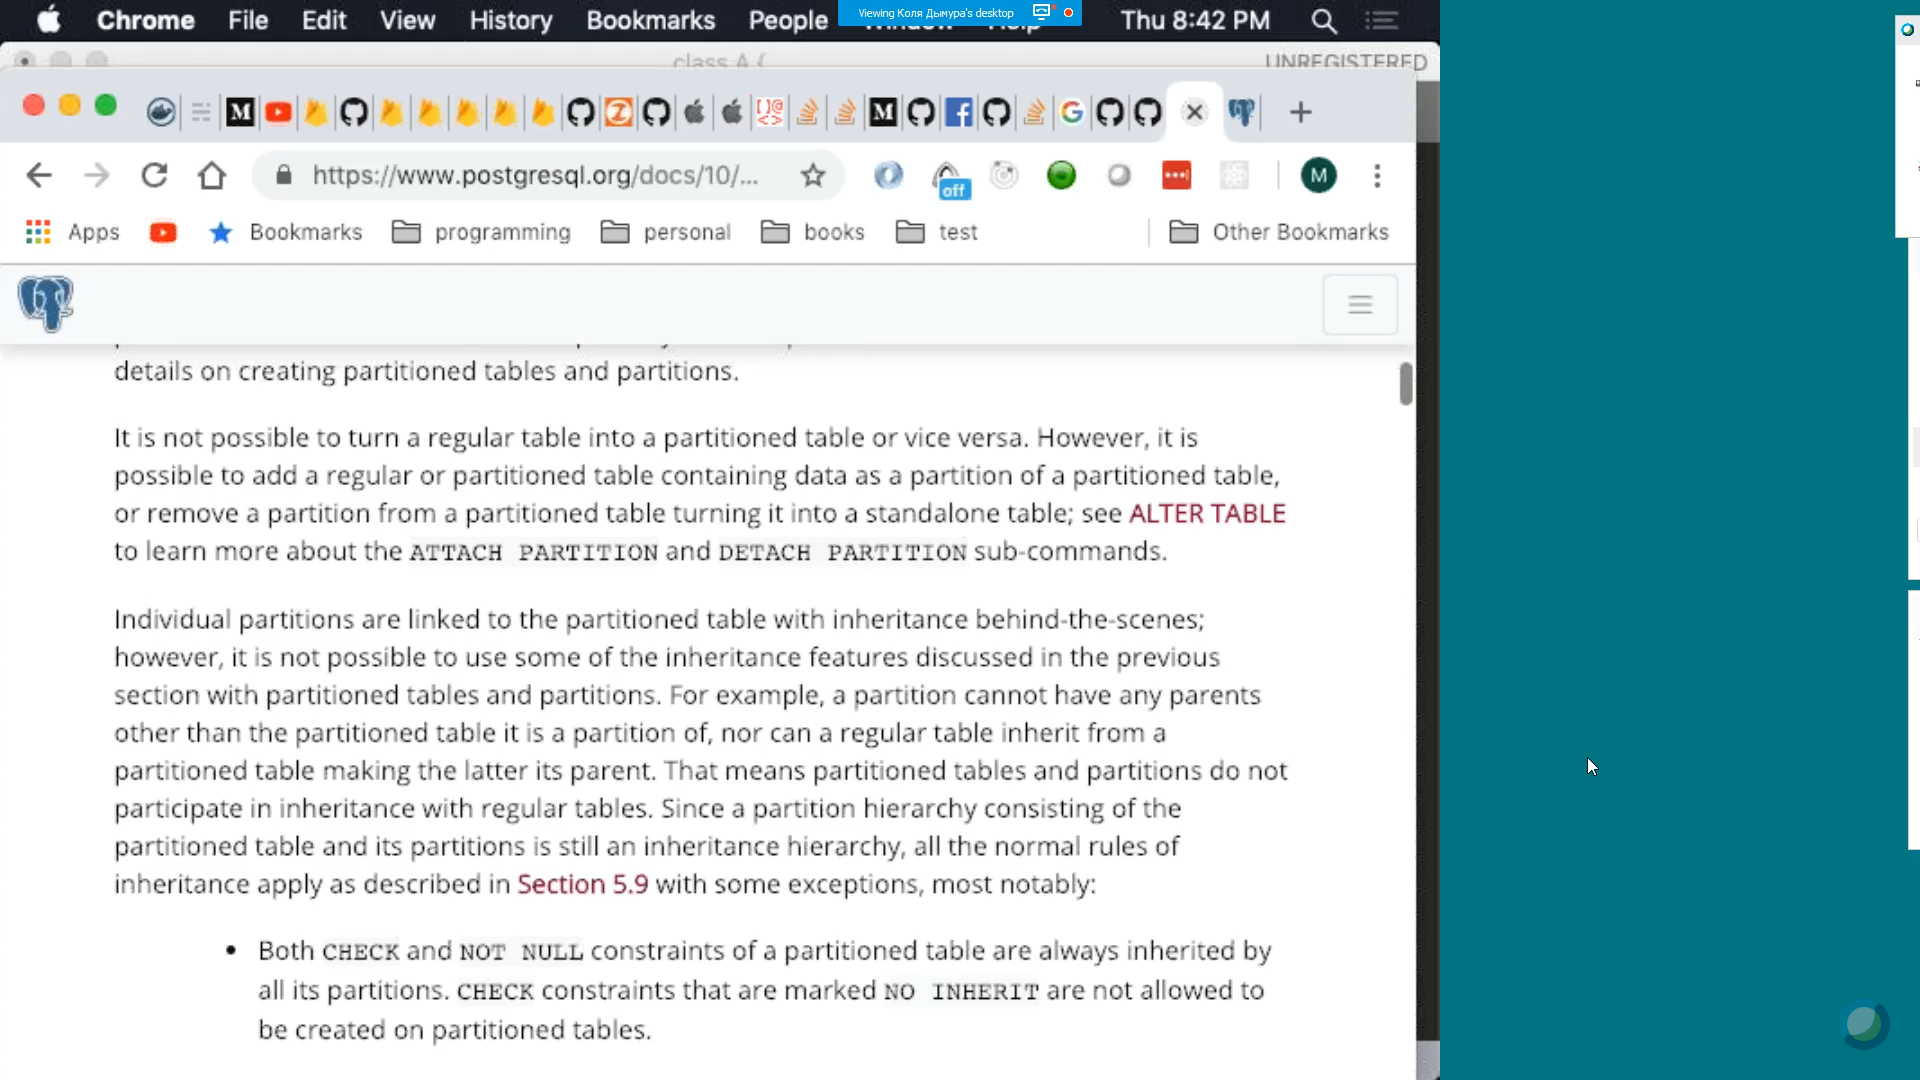 Chrome File Edit View History Bookmarks People Window Help Thu 8:42 PM
Viewing Коля Дымура's desktop
class A {
UNREGISTERED
https://www.postgresql.org/docs/10/...
off
M
Apps Bookmarks programming personal books test Other Bookmarks
details on creating partitioned tables and partitions.
It is not possible to turn a regular table into a partitioned table or vice versa. However, it is
possible to add a regular or partitioned table containing data as a partition of a partitioned table,
or remove a partition from a partitioned table turning it into a standalone table; see ALTER TABLE
to learn more about the ATTACH PARTITION and DETACH PARTITION sub-commands.
Individual partitions are linked to the partitioned table with inheritance behind-the-scenes;
however, it is not possible to use some of the inheritance features discussed in the previous
section with partitioned tables and partitions. For example, a partition cannot have any parents
other than the partitioned table it is a partition of, nor can a regular table inherit from a
partitioned table making the latter its parent. That means partitioned tables and partitions do not
participate in inheritance with regular tables. Since a partition hierarchy consisting of the
partitioned table and its partitions is still an inheritance hierarchy, all the normal rules of
inheritance apply as described in Section 5.9 with some exceptions, most notably:
• Both CHECK and NOT NULL constraints of a partitioned table are always inherited by
all its partitions. CHECK constraints that are marked NO INHERIT are not allowed to
be created on partitioned tables.